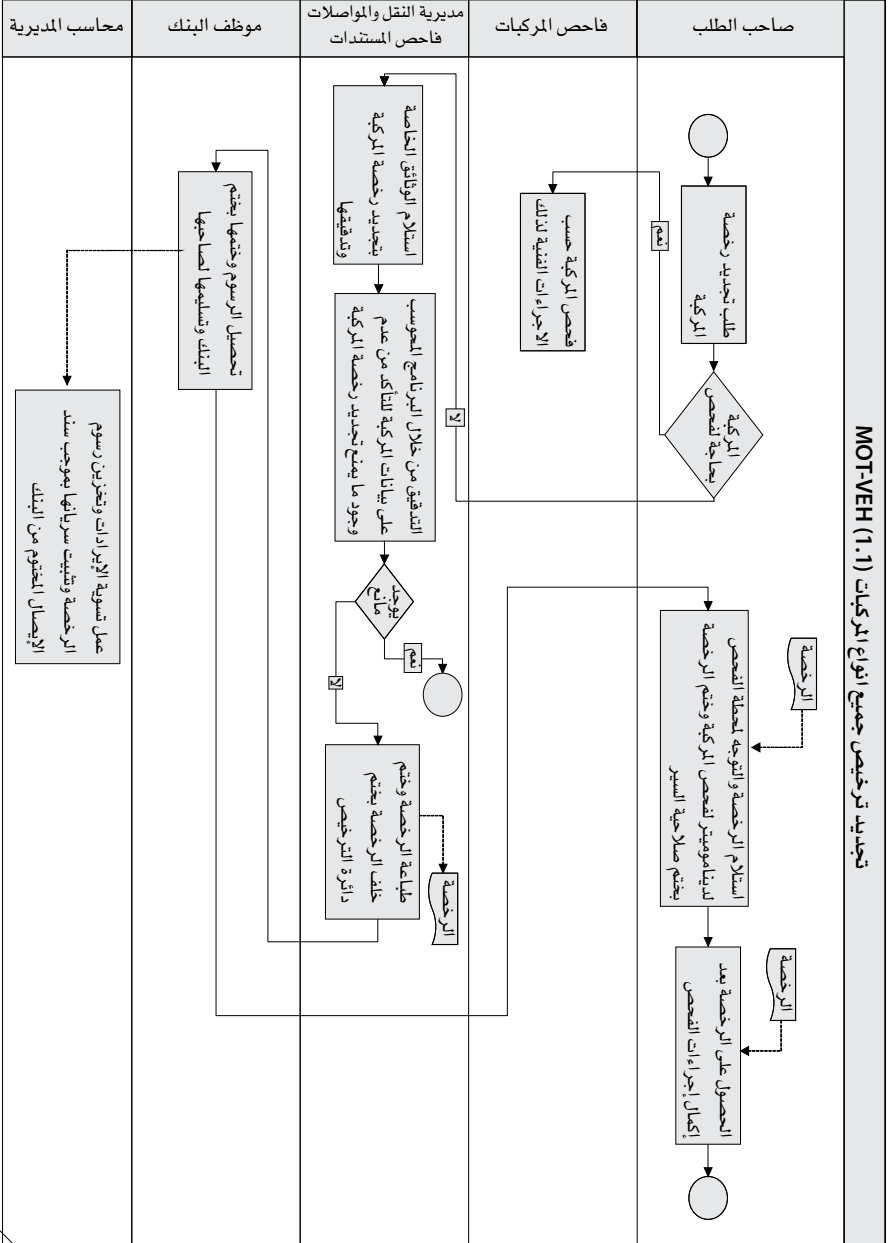 تجديد ترخيص جميع انواع المركبات MOT-VEH (1.1)
صاحب الطلب
فاحص المركبات
مديرية النقل والمواصلات
فاحص المستندات
موظف البنك
محاسب المديرية
طلب تجديد رخصة
المركبة
المركبة
بحاجة لفحص
نعم
لا
فحص المركبة حسب
الاجراءات الفنية لذلك
استلام الوثائق الخاصة
بتجديد رخصة المركبة
وتدقيقها
التدقيق من خلال البرنامج المحوسب
على بيانات المركبة للتأكد من عدم
وجود ما يمنع تجديد رخصة المركبة
يوجد
مانع
نعم
لا
طباعة الرخصة وختم
خلف الرخصة بختم
دائرة الترخيص
الرخصة
تحصيل الرسوم وختمها بختم
البنك وتسليمها لصاحبها
عمل تسوية الإيرادات وتخزين رسوم
الرخصة وتثبيت سريانها بموجب سند
الإيصال المختوم من البنك
الرخصة
استلام الرخصة والتوجه لمحطة الفحص
لديناموميتر لفحص المركبة وختم الرخصة
بختم صلاحية السير
الرخصة
الحصول على الرخصة بعد
إكمال إجراءات الفحص